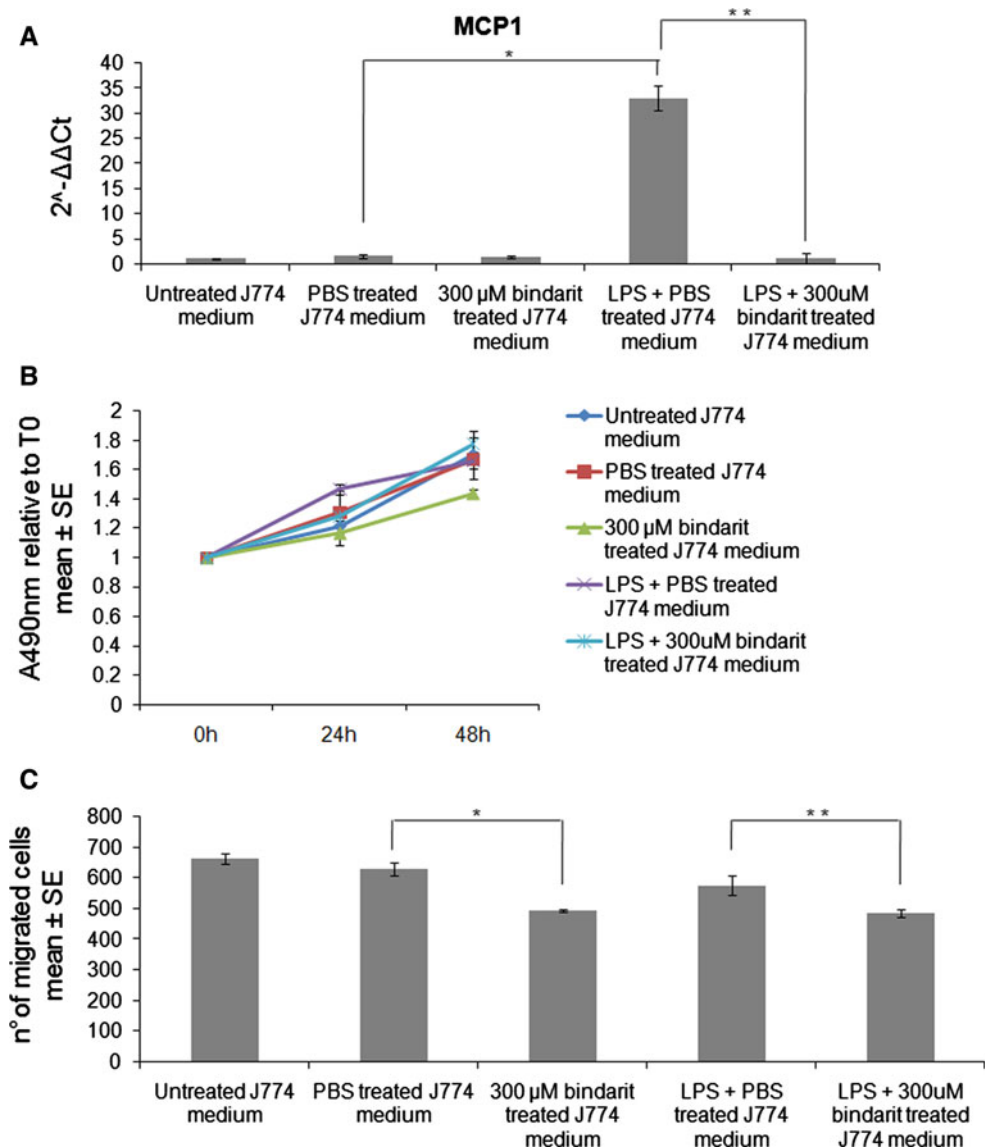 A
MCP1
* *
*
2^-ΔΔCt
40
35
30
25
20
15
10
5
0
Untreated J774
medium
PBS treated
J774 medium
300 µM bindarit
treated J774
medium
LPS + PBS
treated J774
medium
LPS + 300uM
bindarit treated
J774 medium
B
A490nm relative to T0
mean ± SE
2
1.8
1.6
1.4
1.2
1
0.8
0.6
0.4
0.2
0
0h
24h
48h
Untreated J774
medium
PBS treated J774
medium
300 µM bindarit
treated J774 medium
LPS + PBS treated
J774 medium
LPS + 300uM bindarit
treated J774 medium
C
n° of migrated cells
mean ± SE
800
700
600
500
400
300
200
100
0
*
* *
Untreated J774
medium
PBS treated J774
medium
300 µM bindarit
treated J774
medium
LPS + PBS
treated J774
medium
LPS + 300uM
bindarit treated
J774 medium